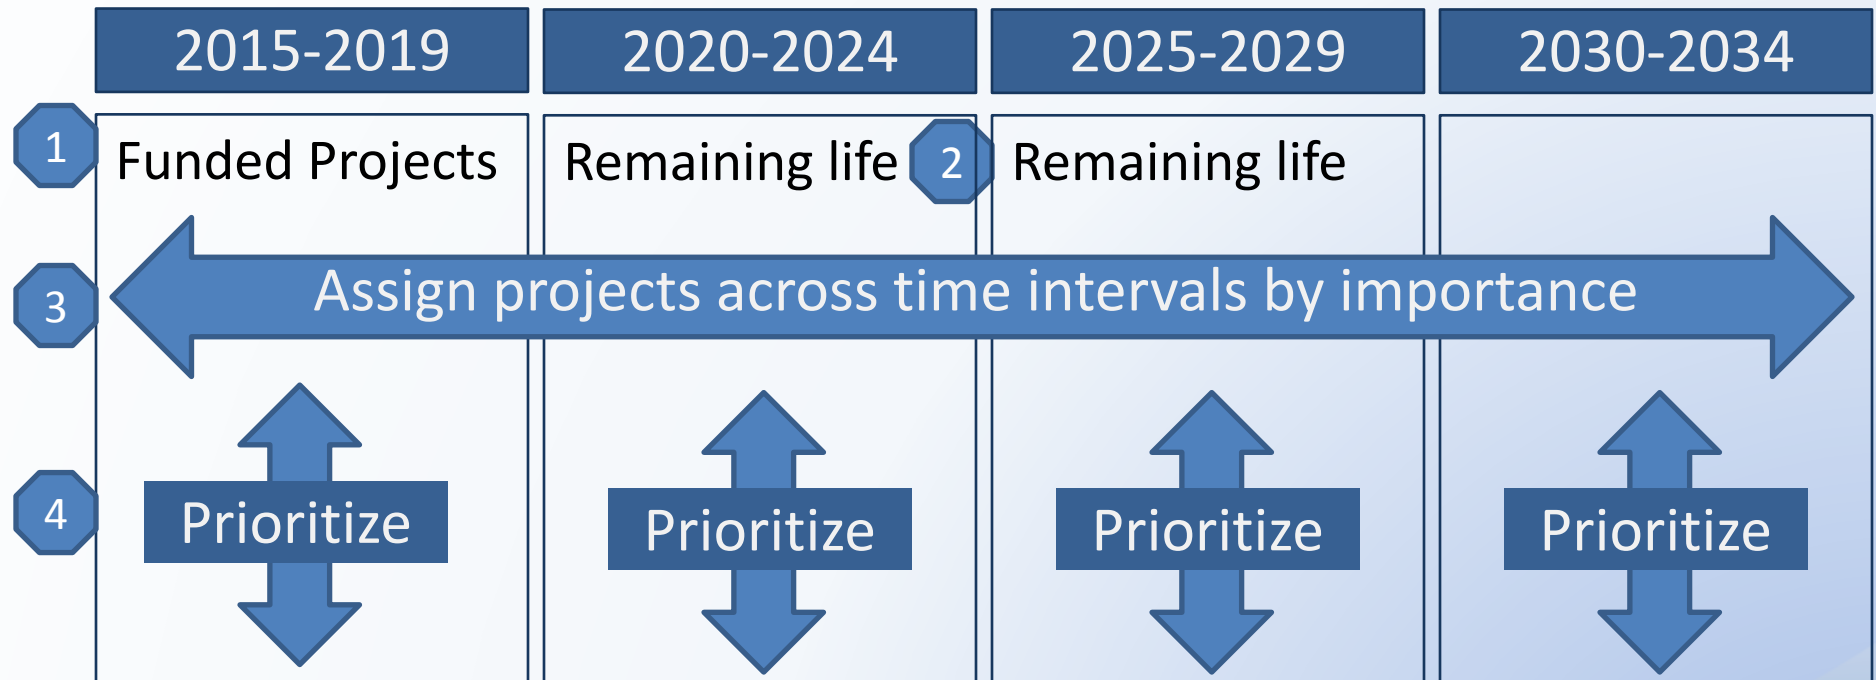 2015-2019 2020-2024 2025-2029 2030-2034
1 Funded Projects Remaining life 2 Remaining life
3 Assign projects across time intervals by importance
4 Prioritize Prioritize Prioritize Prioritize